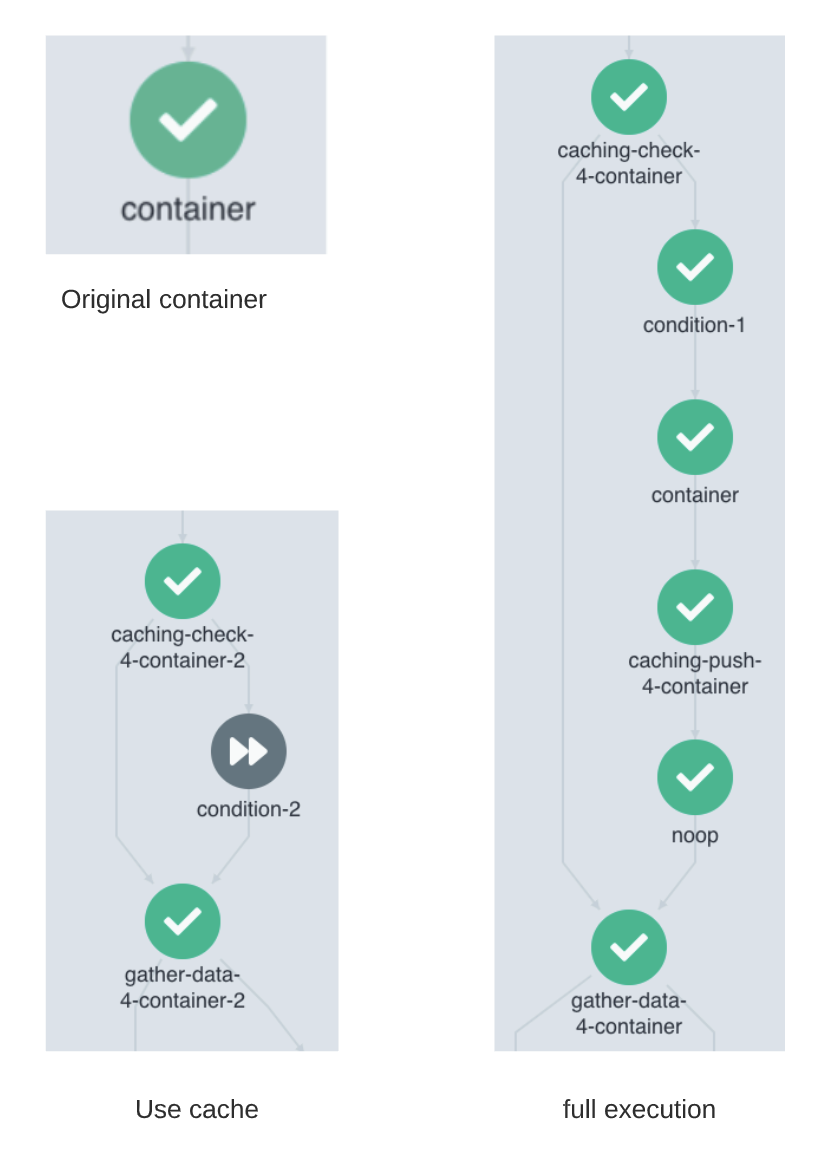 container
Original container
caching-check-
4-container-2
condition-2
gather-data-
4-container-2
Use cache
caching-check-
4-container
condition-1
container
caching-push-
4-container
noop
gather-data-
4-container
full execution